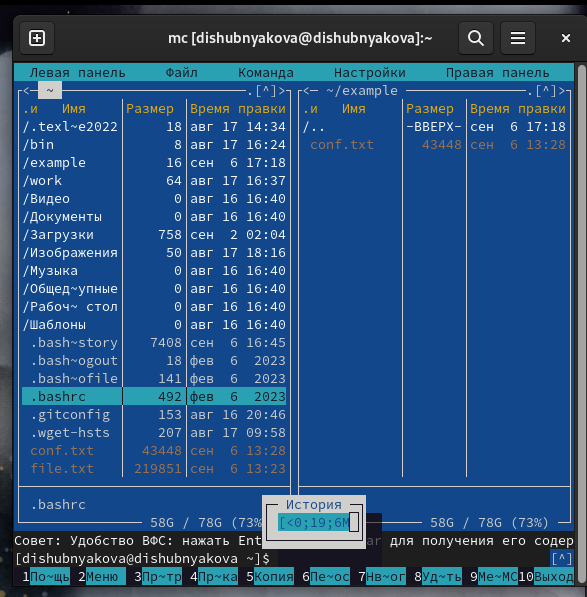 mc [dishubnyakova@dishubnyakova]:~
Левая панель Файл Команда Настройки Правая панель
<— ~ .[^]> <— ~/example .[^]>
.и Имя Размер Время правки .и Имя Размер Время правки
/.texl~e2022 18 авг 17 14:34 /.. -ВВЕРХ- сен 6 17:18
/bin 8 авг 17 16:24 conf.txt 43448 сен 6 13:28
/example 16 сен 6 17:18
/work 64 авг 17 16:37
/Видео 0 авг 16 16:40
/Документы 0 авг 16 16:40
/Загрузки 758 сен 2 02:04
/Изображения 50 авг 17 18:16
/Музыка 0 авг 16 16:40
/Общед~упные 0 авг 16 16:40
/Рабоч~ стол 0 авг 16 16:40
/Шаблоны 0 авг 16 16:40
.bash~story 7408 сен 6 16:45
.bash~ogout 18 фев 6 2023
.bash~ofile 141 фев 6 2023
.bashrc 492 фев 6 2023
.gitconfig 153 авг 16 20:46
.wget-hsts 207 авг 17 09:58
conf.txt 43448 сен 6 13:28
file.txt 219851 сен 6 13:23
.bashrc
История
[<0;19;6M
58G / 78G (73% 58G / 78G (73%)
Совет: Удобство ВФС: нажать Ent ar для получения его содер
[dishubnyakova@dishubnyakova ~]$ [^]
1По~щь 2Меню 3Пр~тр 4Пр~ка 5Копия 6Пе~ос 7Нв~ог 8Уд~ть 9Ме~МС10Выход